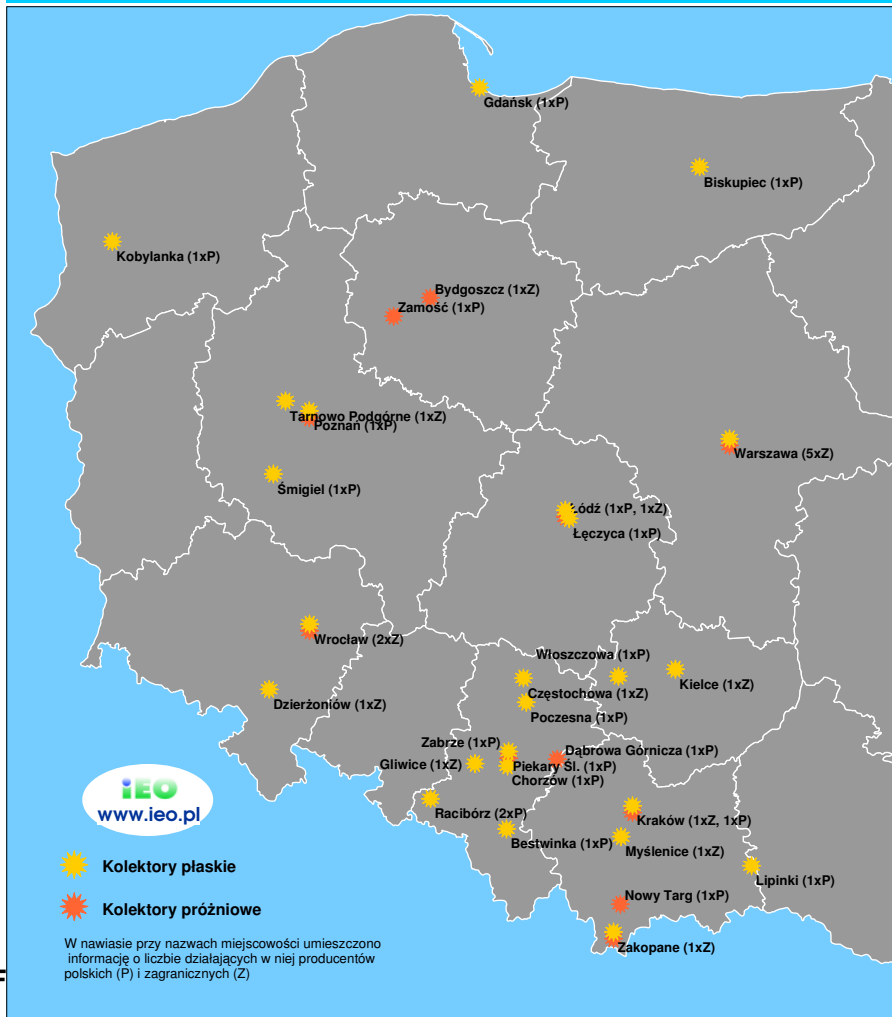 Gdańsk (1xP)
Biskupiec (1xP)
Kobylanka (1xP)
Bydgoszcz (1xZ)
Zamość (1xP)
Tarnowo Podgórne (1xZ)
Poznań (1xP)
Warszawa (5xZ)
Śmigiel (1xP)
Łódź (1xP, 1xZ)
Łęczyca (1xP)
Wrocław (2xZ)
Włoszczowa (1xP)
Kielce (1xZ)
Częstochowa (1xZ)
Dzierżoniów (1xZ)
Poczesna (1xP)
Zabrze (1xP)
Dąbrowa Górnicza (1xP)
Gliwice (1xZ)
Piekary Śl. (1xP)
Chorzów (1xP)
Racibórz (2xP)
Kraków (1xZ, 1xP)
Bestwinka (1xP)
Myślenice (1xZ)
Lipinki (1xP)
Nowy Targ (1xP)
Zakopane (1xZ)
iEO
www.ieo.pl
Kolektory płaskie
Kolektory próżniowe
W nawiasie przy nazwach miejscowości umieszczono
informację o liczbie działających w niej producentów
polskich (P) i zagranicznych (Z)